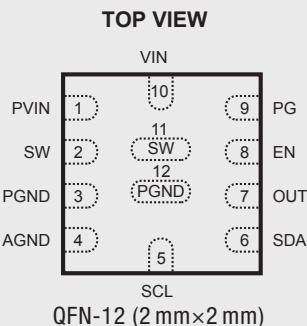 TOP VIEW
VIN
10
PVIN 1 9 PG
11
SW 2 SW 8 EN
12
PGND 3 PGND 7 OUT
AGND 4 6 SDA
5
SCL
QFN-12 (2 mm×2 mm)